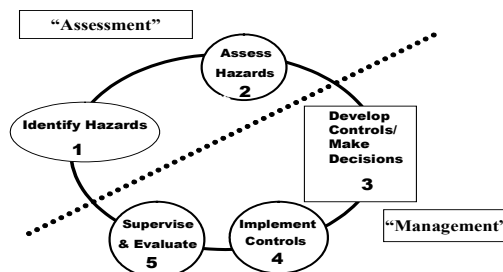 “Assessment”
Assess
Hazards
2
Identify Hazards
1
Develop
Controls/
Make
Decisions
3
“Management”
Implement
Controls
4
Supervise
& Evaluate
5